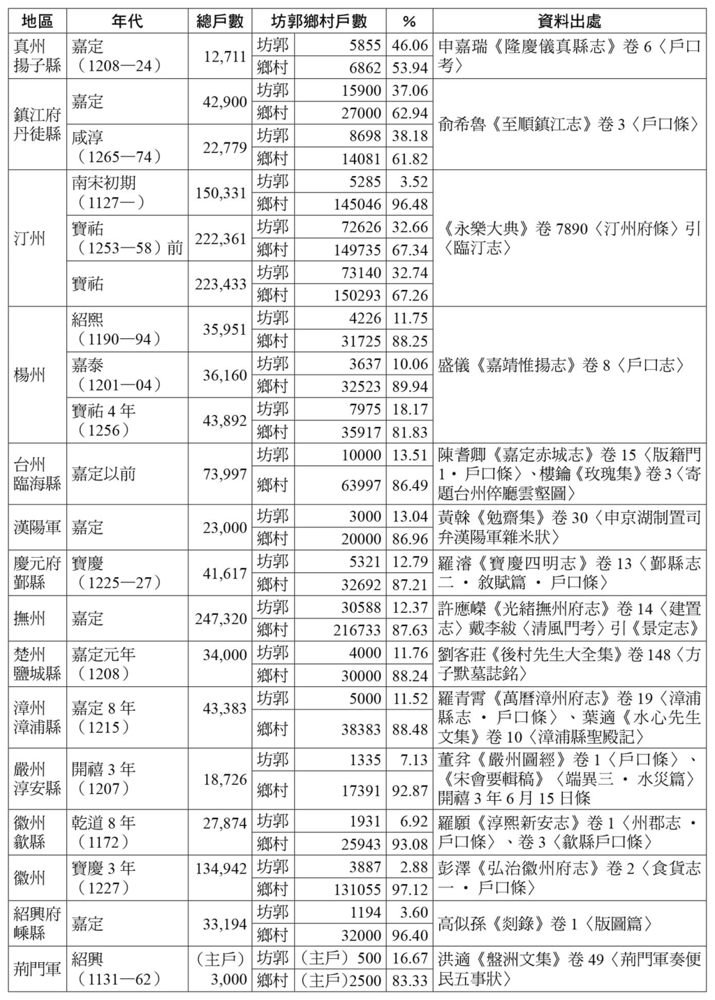 地區 年代 總戶數 坊郭鄉村戶數 % 資料出處
真州 嘉定 12,711 坊郭 5855 46.06 申嘉瑞《隆慶儀真縣志》卷 6〈戶口
揚子縣 （1208—24） 鄉村 6862 53.94 考〉
鎮江府 嘉定 42,900 坊郭 15900 37.06 俞希魯《至順鎮江志》卷 3〈戶口條〉
丹徒縣 鄉村 27000 62.94
咸淳 22,779 坊郭 8698 38.18
（1265—74） 鄉村 14081 61.82
汀州 南宋初期 150,331 坊郭 5285 3.52 《永樂大典》卷 7890〈汀州府條〉引
（1127—） 鄉村 145046 96.48 〈臨汀志〉
寶祐 222,361 坊郭 72626 32.66
（1253—58）前 鄉村 149735 67.34
寶祐 223,433 坊郭 73140 32.74
鄉村 150293 67.26
楊州 紹熙 35,951 坊郭 4226 11.75 盛儀《嘉靖惟揚志》卷 8〈戶口志〉
（1190—94） 鄉村 31725 88.25
嘉泰 36,160 坊郭 3637 10.06
（1201—04） 鄉村 32523 89.94
寶祐 4 年 43,892 坊郭 7975 18.17
（1256） 鄉村 35917 81.83
台州 嘉定以前 73,997 坊郭 10000 13.51 陳耆卿《嘉定赤城志》卷 15〈版籍門
臨海縣 鄉村 63997 86.49 1・戶口條〉、樓鑰《玫瑰集》卷 3〈寄
題台州倅廳雲壑圖〉
漢陽軍 嘉定 23,000 坊郭 3000 13.04 黃榦《勉齋集》卷 30〈申京湖制置司
鄉村 20000 86.96 弁漢陽軍雜米狀〉
慶元府 寶慶 41,617 坊郭 5321 12.79 羅濬《寶慶四明志》卷 13〈鄞縣志
鄞縣 （1225—27） 鄉村 32692 87.21 二・敘賦篇・戶口條〉
撫州 嘉定 247,320 坊郭 30588 12.37 許應鑅《光緒撫州府志》卷 14〈建置
鄉村 216733 87.63 志〉戴李紱〈清風門考〉引《景定志》
楚州 嘉定元年 34,000 坊郭 4000 11.76 劉客莊《後村先生大全集》卷 148〈方
鹽城縣 （1208） 鄉村 30000 88.24 子默墓誌銘〉
漳州 嘉定 8 年 43,383 坊郭 5000 11.52 羅青霄《萬曆漳州府志》卷 19〈漳浦
漳浦縣 （1215） 鄉村 38383 88.48 縣志・戶口條〉、葉適《水心先生
文集》卷 10〈漳浦縣聖殿記〉
嚴州 開禧 3 年 18,726 坊郭 1335 7.13 董弅《嚴州圖經》卷 1〈戶口條〉、
淳安縣 （1207） 鄉村 17391 92.87 《宋會要輯稿》〈端異三・水災篇〉
開禧 3 年 6 月 15 日條
徽州 乾道 8 年 27,874 坊郭 1931 6.92 羅願《淳熙新安志》卷 1〈州郡志・
歙縣 （1172） 鄉村 25943 93.08 戶口條〉、卷 3〈歙縣戶口條〉
徽州 寶慶 3 年 134,942 坊郭 3887 2.88 彭澤《弘治徽州府志》卷 2〈食貨志
（1227） 鄉村 131055 97.12 一・戶口條〉
紹興府 嘉定 33,194 坊郭 1194 3.60 高似孫《剡錄》卷 1〈版圖篇〉
嵊縣 鄉村 32000 96.40
荊門軍 紹興 （主戶） 坊郭 （主戶）500 16.67 洪適《盤洲文集》卷 49〈荊門軍奏便
（1131—62） 3,000 鄉村 （主戶）2500 83.33 民五事狀〉